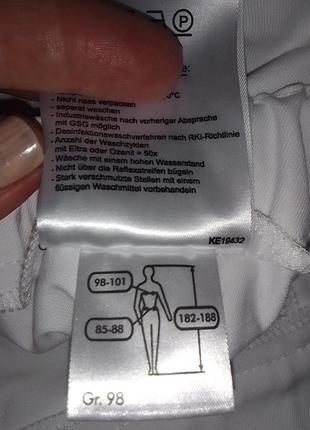 P
- Nicht nass verpacken
- separat waschen
- Industriewäsche nach vorheriger Absprache
mit GSG möglich
- Desinfektionswaschverfahren nach RKI-Richtlinie
- Anzahl der Waschzyklen
mit Eltra oder Ozanit = 50x
- Wäsche mit einem hohen Wasserstand
- Nicht über die Reflexstreifen bügeln
- Stark verschmutzte Stellen mit einem
flüssigen Waschmittel vorbehandeln
KE19432
98-101
85-88
182-188
Gr. 98